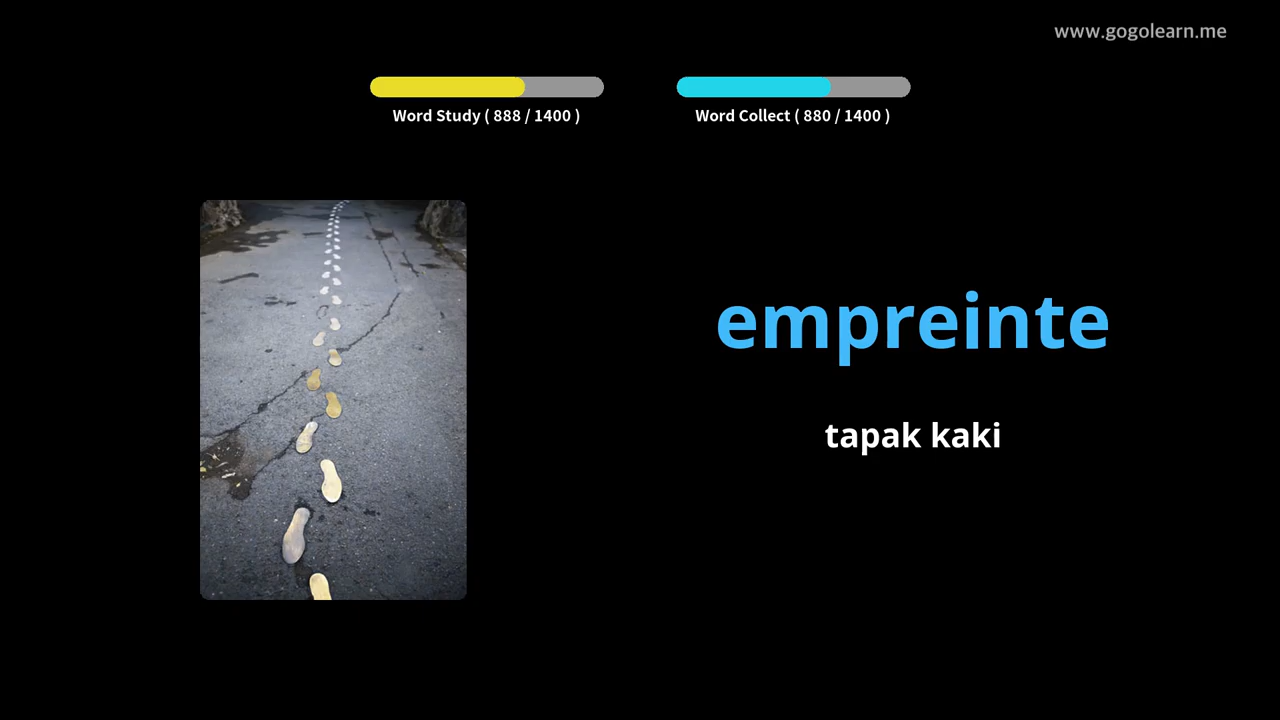 www.gogolearn.me
Word Study ( 888 / 1400 )
Word Collect ( 880 / 1400 )
empreinte
tapak kaki